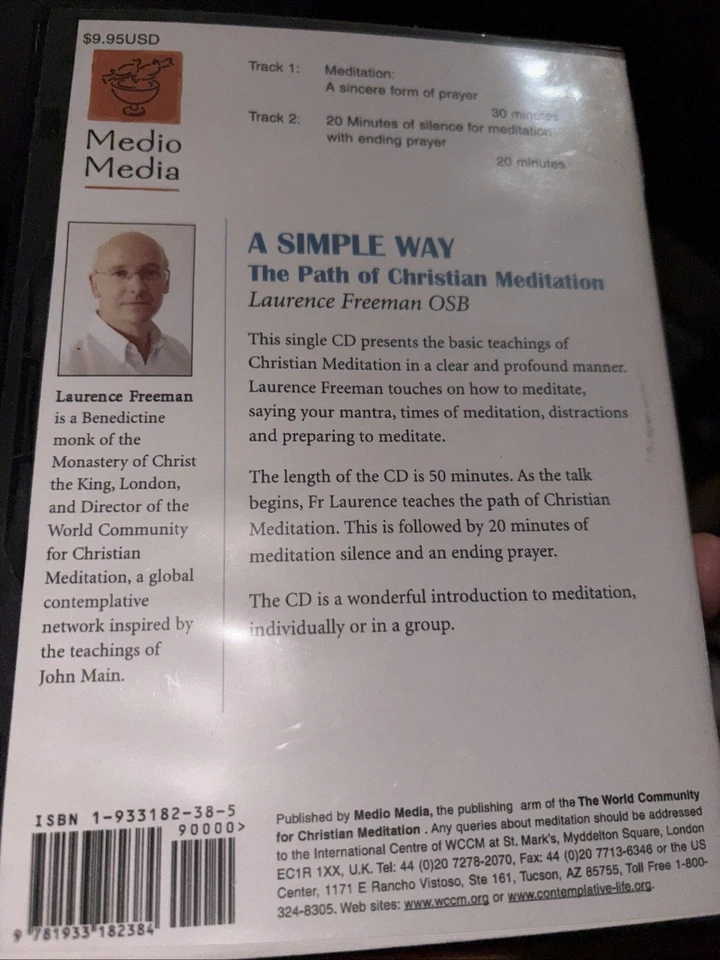 $9.95USD
Medio
Media
Track 1: Meditation:
A sincere form of prayer
30 minutes
Track 2: 20 Minutes of silence for meditation
with ending prayer
20 minutes
A SIMPLE WAY
The Path of Christian Meditation
Laurence Freeman OSB
This single CD presents the basic teachings of
Christian Meditation in a clear and profound manner.
Laurence Freeman touches on how to meditate,
saying your mantra, times of meditation, distractions
and preparing to meditate.
The length of the CD is 50 minutes. As the talk
begins, Fr Laurence teaches the path of Christian
Meditation. This is followed by 20 minutes of
meditation silence and an ending prayer.
The CD is a wonderful introduction to meditation,
individually or in a group.
Laurence Freeman
is a Benedictine
monk of the
Monastery of Christ
the King, London,
and Director of the
World Community
for Christian
Meditation, a global
contemplative
network inspired by
the teachings of
John Main.
ISBN 1-933182-38-5
90000>
9 781933 182384
Published by Medio Media, the publishing arm of the The World Community
for Christian Meditation . Any queries about meditation should be addressed
to the International Centre of WCCM at St. Mark's, Myddelton Square, London
EC1R 1XX, U.K. Tel: 44 (0)20 7278-2070, Fax: 44 (0)20 7713-6346 or the US
Center, 1171 E Rancho Vistoso, Ste 161, Tucson, AZ 85755, Toll Free 1-800-
324-8305. Web sites: www.wccm.org or www.contemplative-life.org.